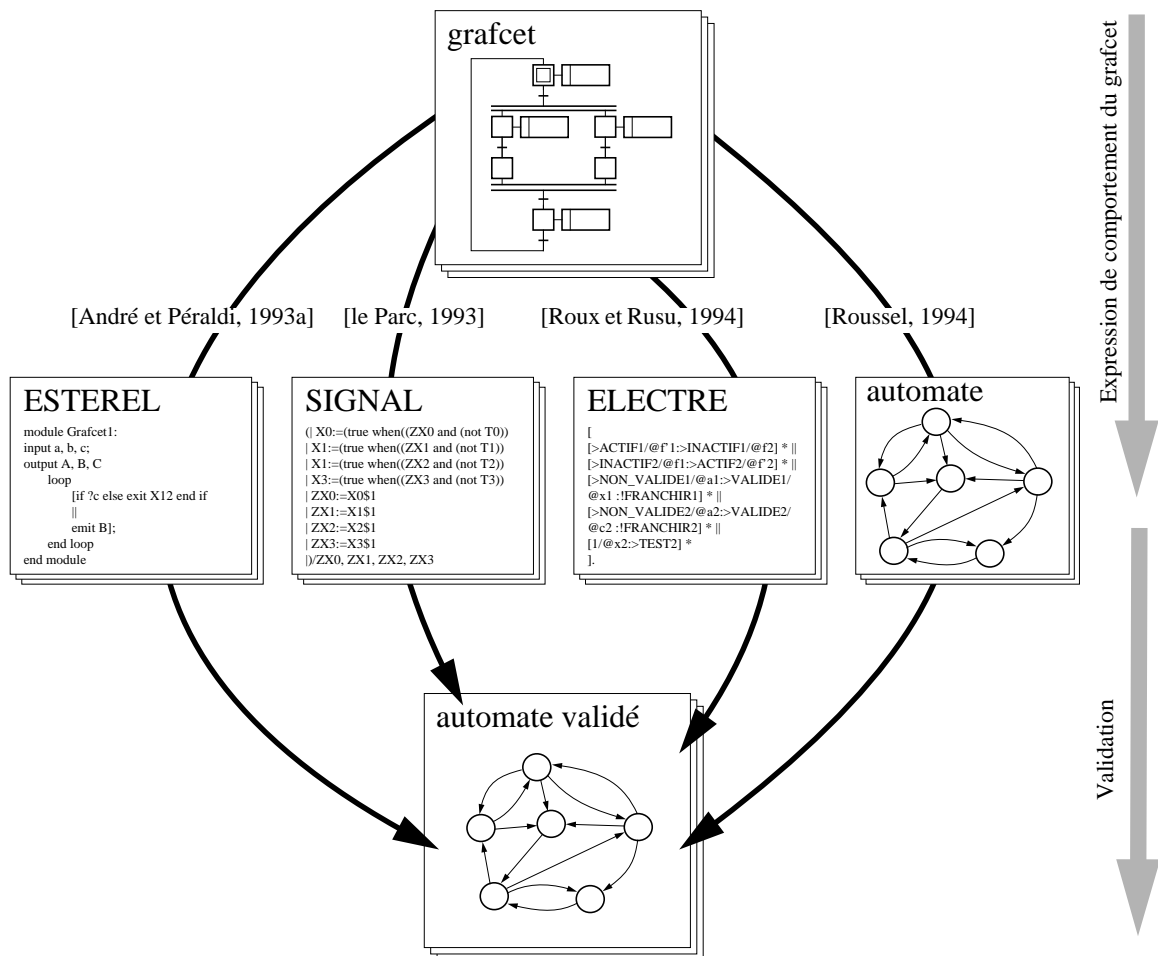 grafcet
Expression de comportement du grafcet
[André et Péraldi, 1993a]
[le Parc, 1993]
[Roux et Rusu, 1994]
[Roussel, 1994]
ESTEREL
module Grafcet1:
input a, b, c;
output A, B, C
loop
[if ?c else exit X12 end if
||
emit B];
end loop
end module
SIGNAL
(| X0:=(true when((ZX0 and (not T0))
| X1:=(true when((ZX1 and (not T1))
| X1:=(true when((ZX2 and (not T2))
| X3:=(true when((ZX3 and (not T3))
| ZX0:=X0$1
| ZX1:=X1$1
| ZX2:=X2$1
| ZX3:=X3$1
|)/ZX0, ZX1, ZX2, ZX3
ELECTRE
[
[>ACTIF1/@f'1:>INACTIF1/@f2] * ||
[>INACTIF2/@f1:>ACTIF2/@f'2] * ||
[>NON_VALIDE1/@a1:>VALIDE1/
@x1 :!FRANCHIR1] * ||
[>NON_VALIDE2/@a2:>VALIDE2/
@c2 :!FRANCHIR2] * ||
[1/@x2:>TEST2] *
].
automate
automate validé
Validation